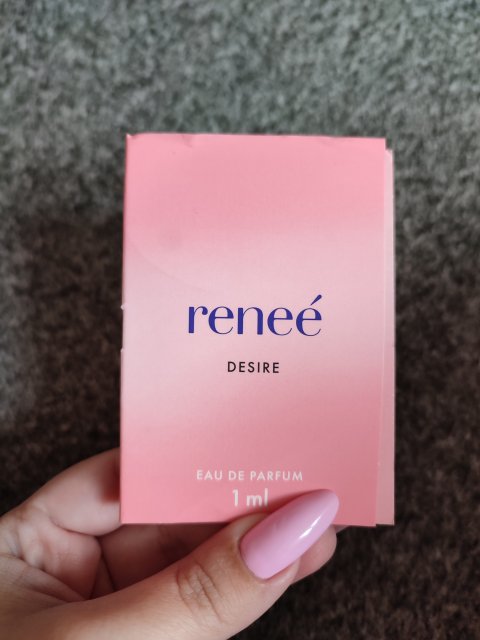 reneé
DESIRE
EAU DE PARFUM
1 ml